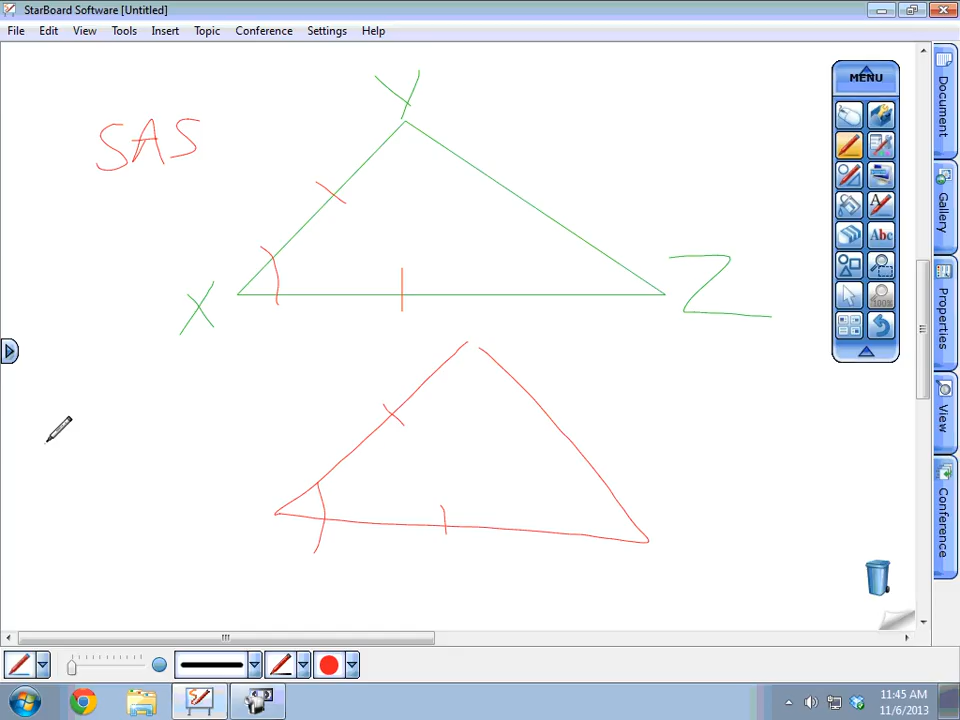 StarBoard Software [Untitled]
File Edit View Tools Insert Topic Conference Settings Help
Y
SAS
X
Z
MENU
Abc
100%
Document
Gallery
Properties
View
Conference
11:45 AM
11/6/2013